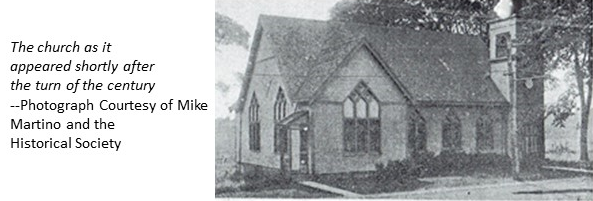 The church as it
appeared shortly after
the turn of the century
--Photograph Courtesy of Mike
Martino and the
Historical Society